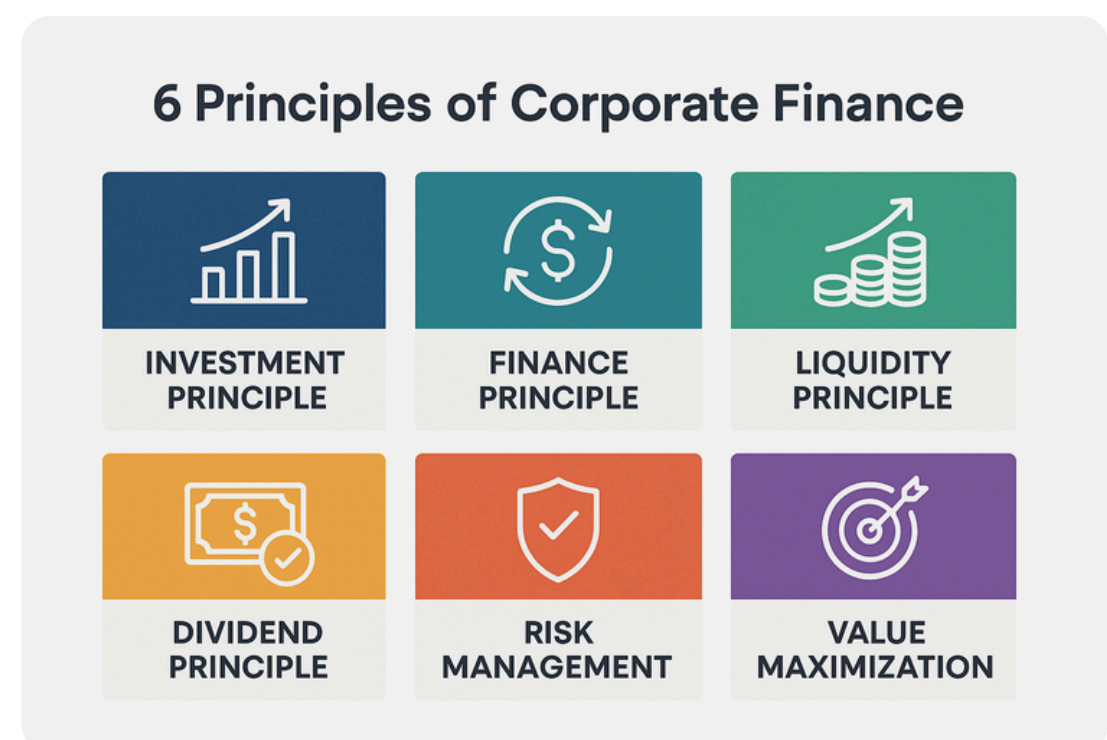 6 Principles of Corporate Finance
INVESTMENT
PRINCIPLE
FINANCE
PRINCIPLE
LIQUIDITY
PRINCIPLE
DIVIDEND
PRINCIPLE
RISK
MANAGEMENT
VALUE
MAXIMIZATION